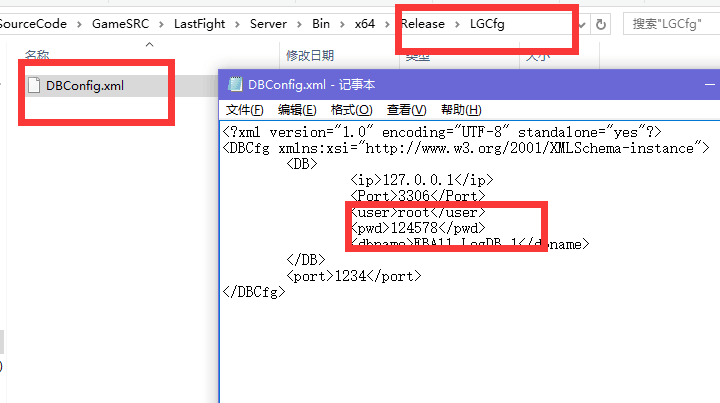 SourceCode > GameSRC > LastFight > Server > Bin > x64 > Release > LGCfg
搜索"LGCfg"
名称 修改日期 类型 大小
DBConfig.xml
DBConfig.xml - 记事本
文件(F) 编辑(E) 格式(O) 查看(V) 帮助(H)
<?xml version="1.0" encoding="UTF-8" standalone="yes"?>
<DBCfg xmlns:xsi="http://www.w3.org/2001/XMLSchema-instance">
<DB>
<ip>127.0.0.1</ip>
<Port>3306</Port>
<user>root</user>
<pwd>124578</pwd>
<dbname>FBAll_LogDB_1</dbname>
</DB>
<port>1234</port>
</DBCfg>